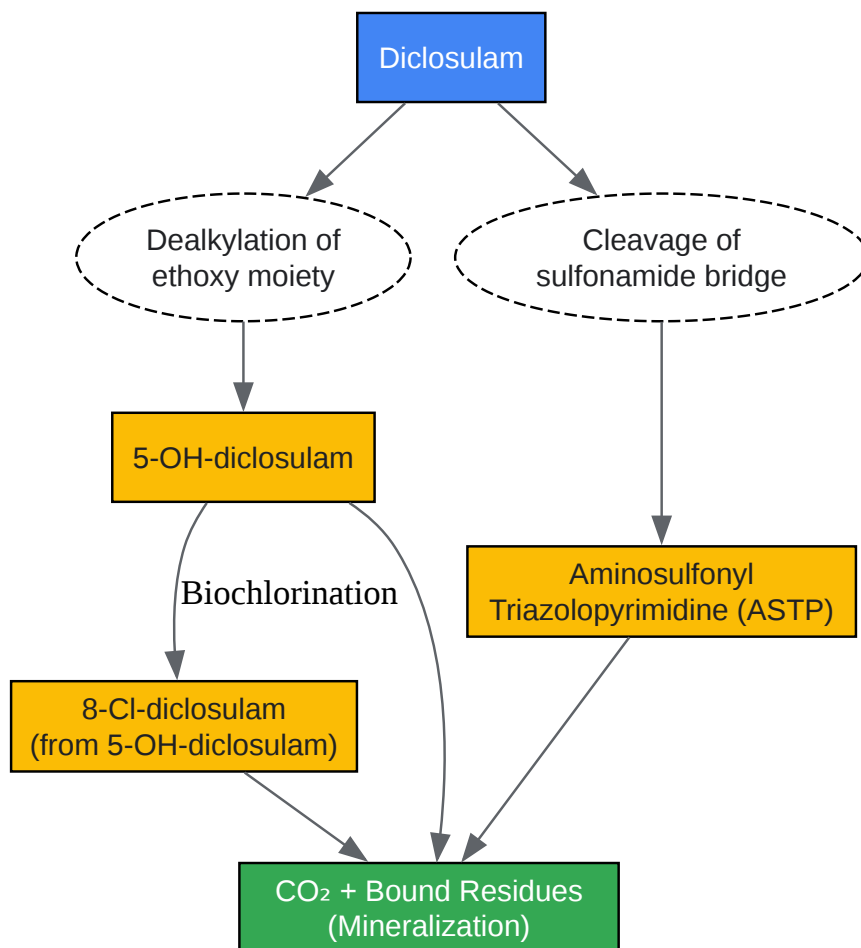 Diclosulam
Dealkylation of
ethoxy moiety
Cleavage of
sulfonamide bridge
5-OH-diclosulam
Biochlorination
Aminosulfonyl
Triazolopyrimidine (ASTP)
8-Cl-diclosulam
(from 5-OH-diclosulam)
CO₂ + Bound Residues
(Mineralization)